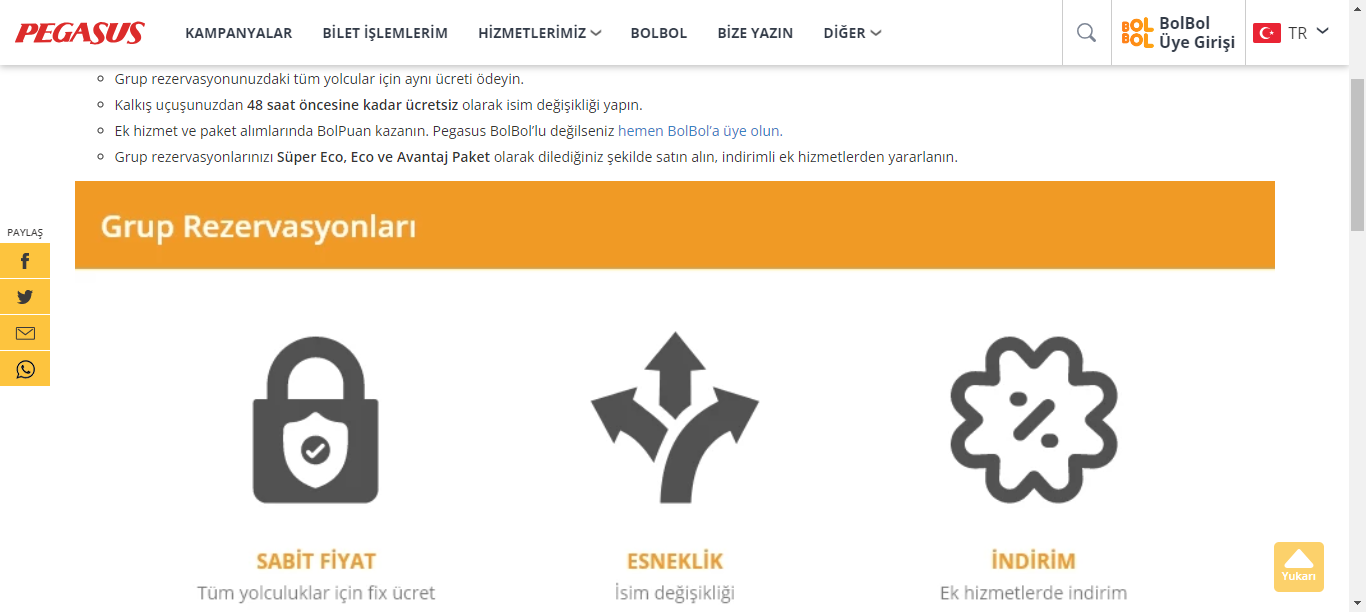 PEGASUS
KAMPANYALAR
BİLET İŞLEMLERİM
HİZMETLERİMİZ
BOLBOL
BİZE YAZIN
DİĞER
BOL
BOL
BolBol
Üye Girişi
TR
Grup rezervasyonunuzdaki tüm yolcular için aynı ücreti ödeyin.
Kalkış uçuşunuzdan 48 saat öncesine kadar ücretsiz olarak isim değişikliği yapın.
Ek hizmet ve paket alımlarında BolPuan kazanın. Pegasus BolBol’lu değilseniz hemen BolBol’a üye olun.
Grup rezervasyonlarınızı Süper Eco, Eco ve Avantaj Paket olarak dilediğiniz şekilde satın alın, indirimli ek hizmetlerden yararlanın.
Grup Rezervasyonları
PAYLAŞ
SABİT FİYAT
Tüm yolculuklar için fix ücret
ESNEKLİK
İsim değişikliği
İNDİRİM
Ek hizmetlerde indirim
Yukarı